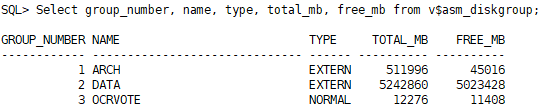 SQL> Select group_number, name, type, total_mb, free_mb from v$asm_diskgroup;
GROUP_NUMBER NAME                           TYPE     TOTAL_MB    FREE_MB
------------ ------------------------------ ------ ---------- ----------
           1 ARCH                           EXTERN     511996      45016
           2 DATA                           EXTERN    5242860    5023428
           3 OCRVOTE                        NORMAL      12276      11408